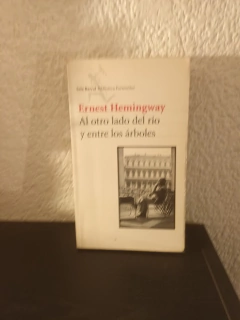 Ernest Hemingway
Al otro lado del río
y entre los árboles